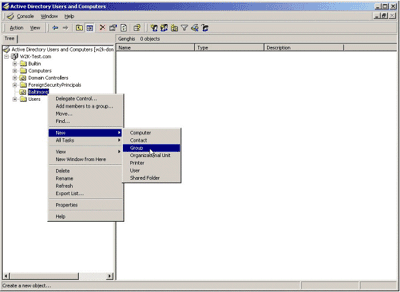 Active Directory Users and Computers
Console Window Help
Action View
Tree
Genghis 0 objects
Active Directory Users and Computers [w2k-don
W2K-Test.com
Builtin
Computers
Domain Controllers
ForeignSecurityPrincipals
Baltimore
Users
Name Type Description
Delegate Control...
Add members to a group...
Move...
Find...
New
All Tasks
View
New Window from Here
Delete
Rename
Refresh
Export List...
Properties
Help
Computer
Contact
Group
Organizational Unit
Printer
User
Shared Folder
Create a new object...